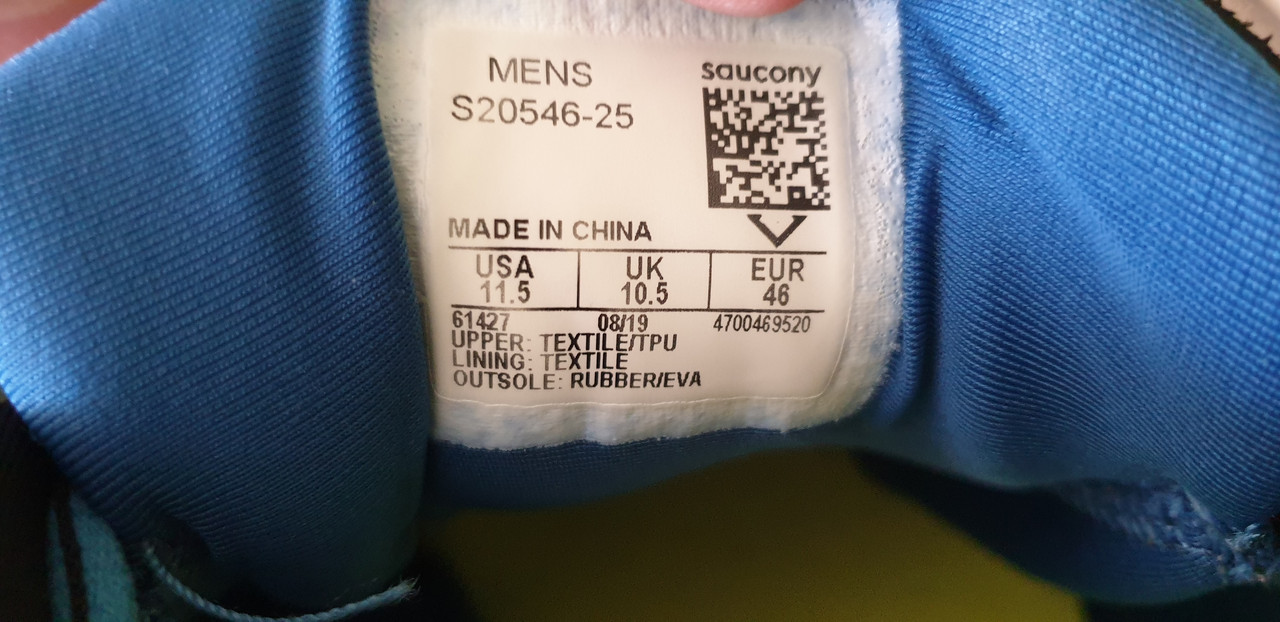 MENS
S20546-25
saucony
MADE IN CHINA
USA UK EUR
11.5 10.5 46
61427 08/19 4700469520
UPPER: TEXTILE/TPU
LINING: TEXTILE
OUTSOLE: RUBBER/EVA